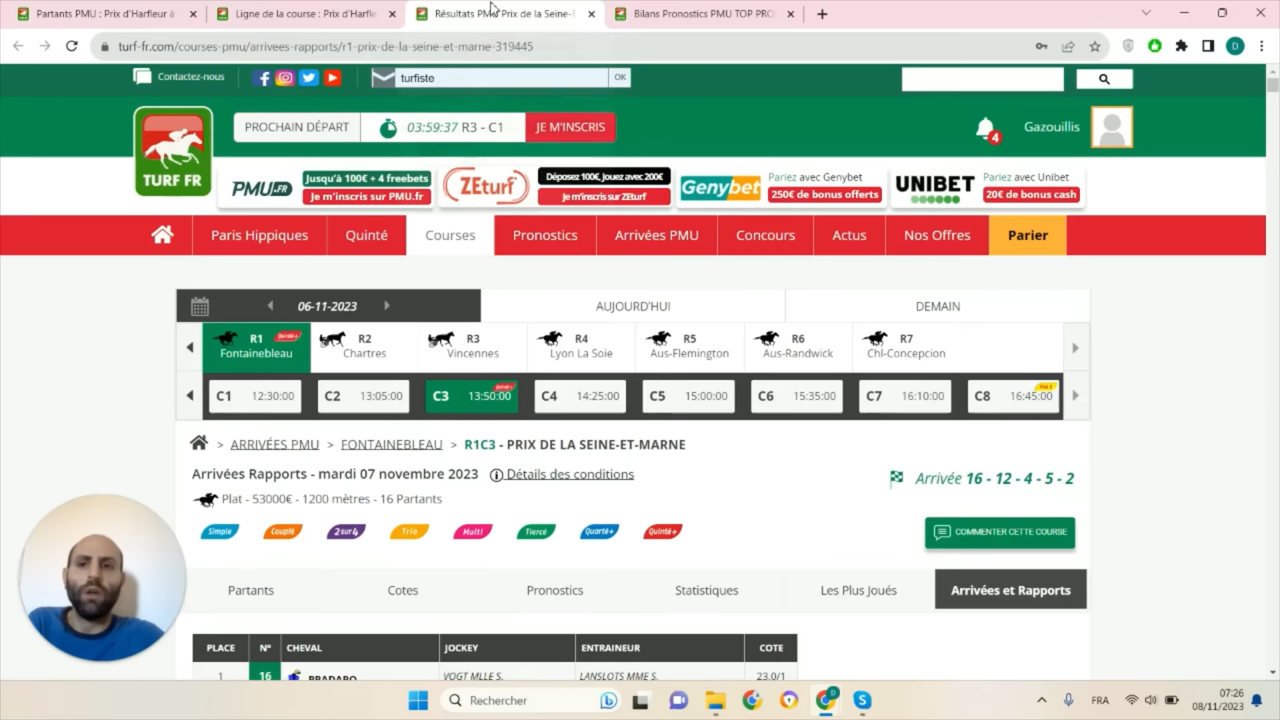 Partants PMU : Prix d'Harfleur à
Ligne de la course : Prix d'Harfle
Résultats PMU Prix de la Seine-E
Bilans Pronostics PMU TOP PRO
turf-fr.com/courses-pmu/arrivees-rapports/r1-prix-de-la-seine-et-marne-319445
D
Contactez-nous
turfiste
OK
TURF FR
PROCHAIN DÉPART
03:59:37 R3 - C1
JE M'INSCRIS
4
Gazouillis
PMU.FR
Jusqu'à 100€ + 4 freebets
Je m'inscris sur PMU.fr
ZEturf
Déposez 100€, Jouez avec 200€
Je m'inscris sur ZEturf
Genybet
Pariez avec Genybet
250€ de bonus offerts
UNIBET
Pariez avec Unibet
20€ de bonus cash
Paris Hippiques
Quinté
Courses
Pronostics
Arrivées PMU
Concours
Actus
Nos Offres
Parier
06-11-2023
AUJOURD'HUI
DEMAIN
R1 Quinté+
Fontainebleau
R2
Chartres
R3
Vincennes
R4
Lyon La Soie
R5
Aus-Flemington
R6
Aus-Randwick
R7
Chl-Concepcion
C1 12:30:00
C2 13:05:00
C3 13:50:00
C4 14:25:00
C5 15:00:00
C6 15:35:00
C7 16:10:00
C8 16:45:00
> ARRIVÉES PMU > FONTAINEBLEAU > R1C3 - PRIX DE LA SEINE-ET-MARNE
Arrivées Rapports - mardi 07 novembre 2023
Détails des conditions
Arrivée 16 - 12 - 4 - 5 - 2
Plat - 53000€ - 1200 mètres - 16 Partants
Simple
Couplé
2sur4
Trio
Multi
Tiercé
Quarté+
Quinté+
COMMENTER CETTE COURSE
Partants
Cotes
Pronostics
Statistiques
Les Plus Joués
Arrivées et Rapports
PLACE
N°
CHEVAL
JOCKEY
ENTRAINEUR
COTE
1
16
PRADARO
VOGT MLLE S.
LANSLOTS MME S.
23.0/1
Rechercher
D
FRA
07:26
08/11/2023